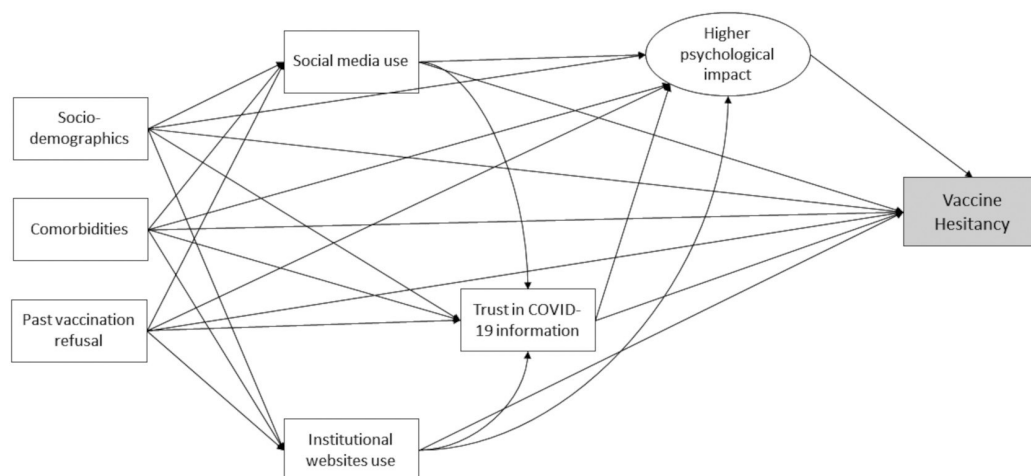 Social media use
Higher
psychological
impact
Socio-
demographics
Comorbidities
Vaccine
Hesitancy
Past vaccination
refusal
Trust in COVID-
19 information
Institutional
websites use